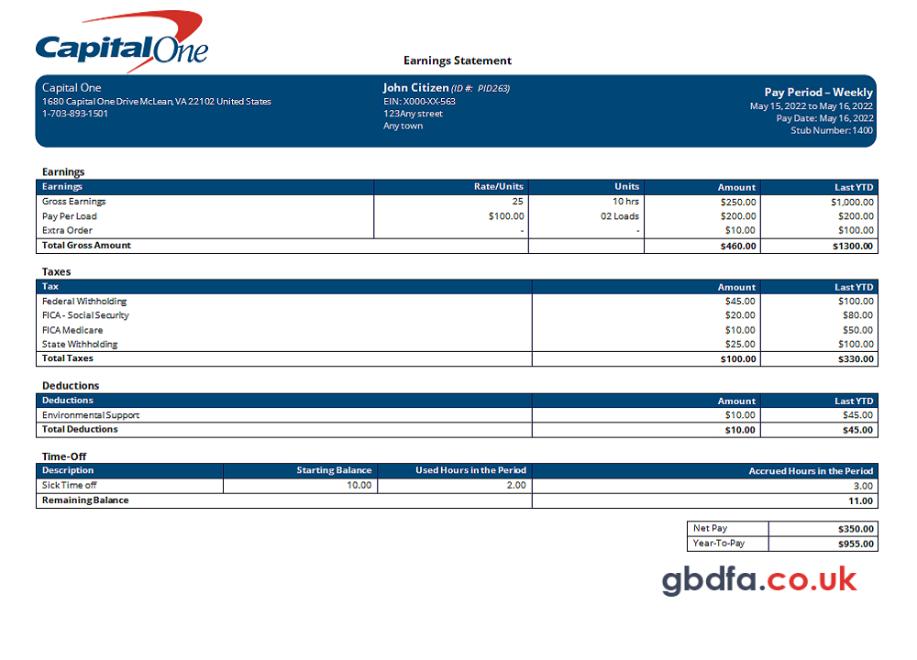 CapitalOne
Earnings Statement
Capital One
1680 Capital One Drive McLean, VA 22102 United States
1-703-893-1501
John Citizen (ID #: PID263)
EIN: X000-XX-563
123Any street
Any town
Pay Period – Weekly
May 15, 2022 to May 16, 2022
Pay Date: May 16, 2022
Stub Number: 1400
Earnings
Earnings Rate/Units Units Amount Last YTD
Gross Earnings 25 10 hrs $250.00 $1,000.00
Pay Per Load $100.00 02 Loads $200.00 $200.00
Extra Order - - $10.00 $100.00
Total Gross Amount $460.00 $1300.00
Taxes
Tax Amount Last YTD
Federal Withholding $45.00 $100.00
FICA - Social Security $20.00 $80.00
FICA Medicare $10.00 $50.00
State Withholding $25.00 $100.00
Total Taxes $100.00 $330.00
Deductions
Deductions Amount Last YTD
Environmental Support $10.00 $45.00
Total Deductions $10.00 $45.00
Time-Off
Description Starting Balance Used Hours in the Period Accrued Hours in the Period
Sick Time off 10.00 2.00 3.00
Remaining Balance 11.00
Net Pay $350.00
Year-To-Pay $955.00
gbdfa.co.uk